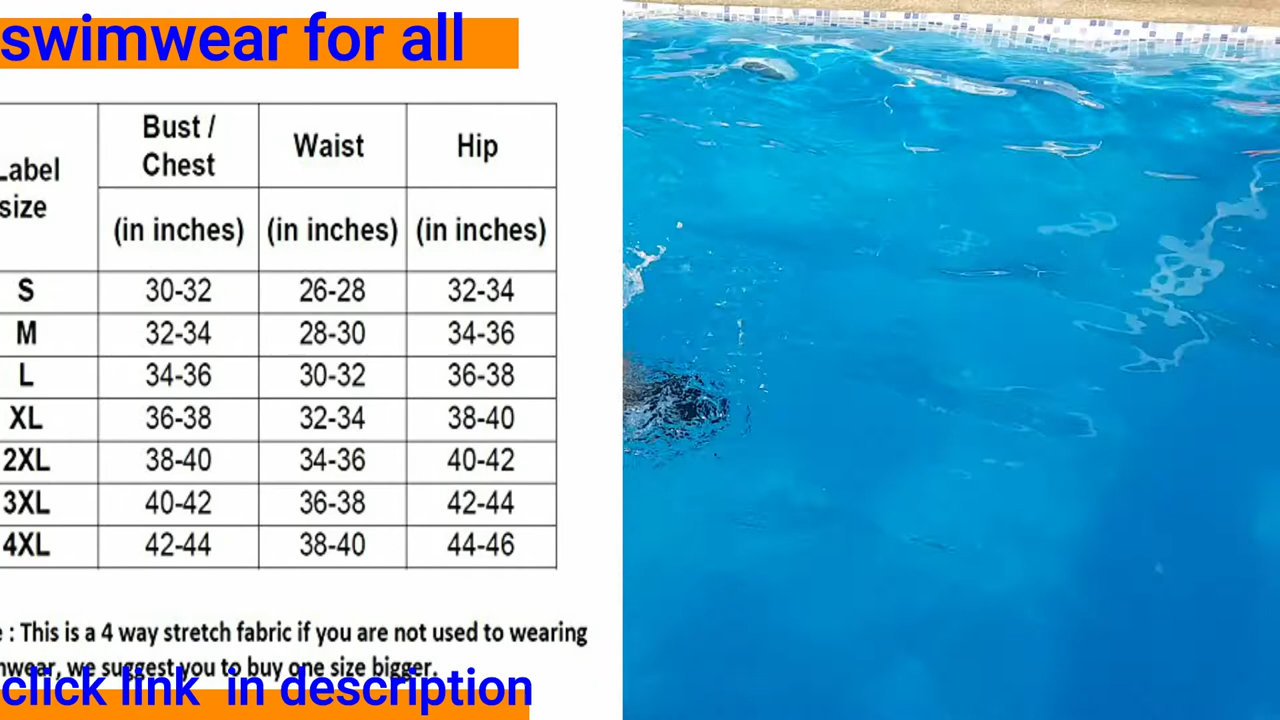 swimwear for all
Label size | Bust / Chest | Waist | Hip
(in inches) | (in inches) | (in inches)
S 30-32 26-28 32-34
M 32-34 28-30 34-36
L 34-36 30-32 36-38
XL 36-38 32-34 38-40
2XL 38-40 34-36 40-42
3XL 40-42 36-38 42-44
4XL 42-44 38-40 44-46
: This is a 4 way stretch fabric if you are not used to wearing
we suggest you to buy one size bigger.
click link in description